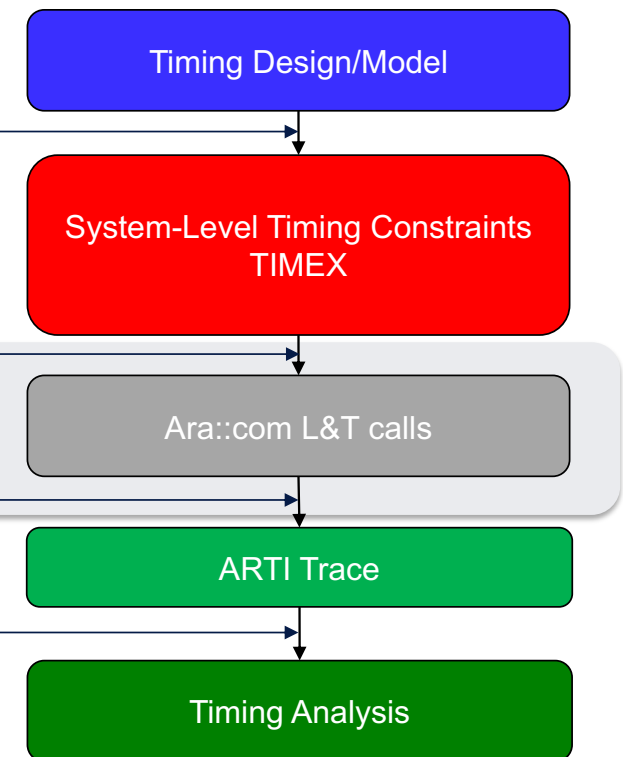 Timing Design/Model
System-Level Timing Constraints
TIMEX
Ara::com L&T calls
ARTI Trace
Timing Analysis